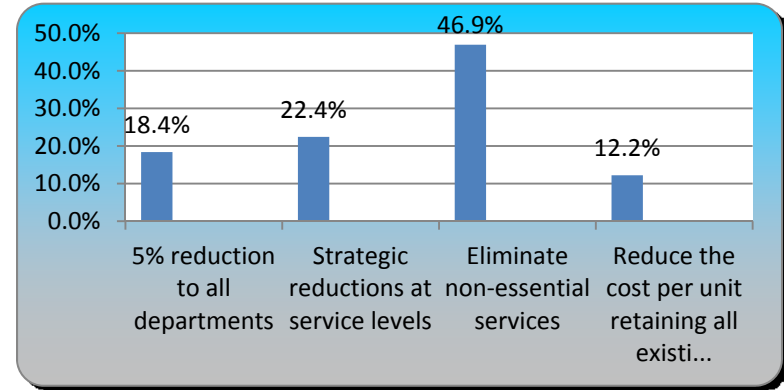 50.0%
40.0%
30.0%
20.0%
10.0%
0.0%
18.4%
22.4%
46.9%
12.2%
5% reduction
to all
departments
Strategic
reductions at
service levels
Eliminate
non-essential
services
Reduce the
cost per unit
retaining all
existi...